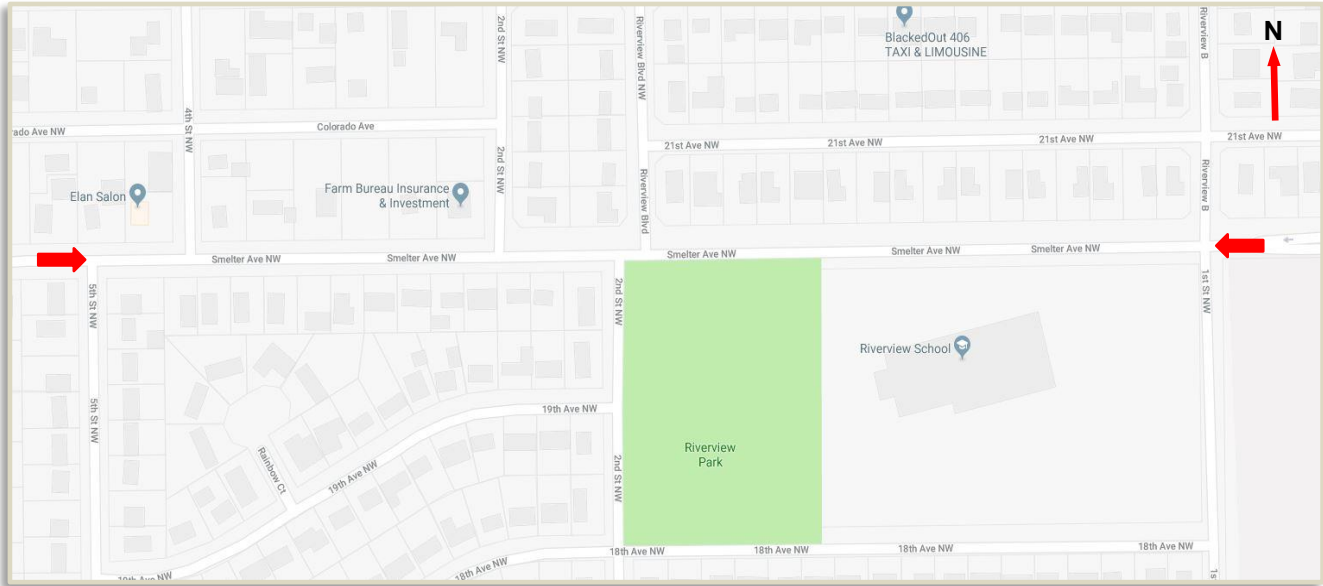 BlackedOut 406
TAXI & LIMOUSINE
N
2nd St NW
Riverview Blvd NW
Riverview B
4th St NW
ado Ave NW
Colorado Ave
21st Ave NW
21st Ave NW
21st Ave NW
21st Ave NW
2nd St NW
Riverview Blvd
Riverview B
Elan Salon
Farm Bureau Insurance
& Investment
Smelter Ave NW
Smelter Ave NW
Smelter Ave NW
Smelter Ave NW
Smelter Ave NW
5th St NW
2nd St NW
1st St NW
Riverview School
5th St NW
19th Ave NW
Riverview
Park
Rainbow Ct
19th Ave NW
2nd St NW
18th Ave NW
18th Ave NW
18th Ave NW
18th Ave NW
19th Ave NW
18th Ave NW
1s